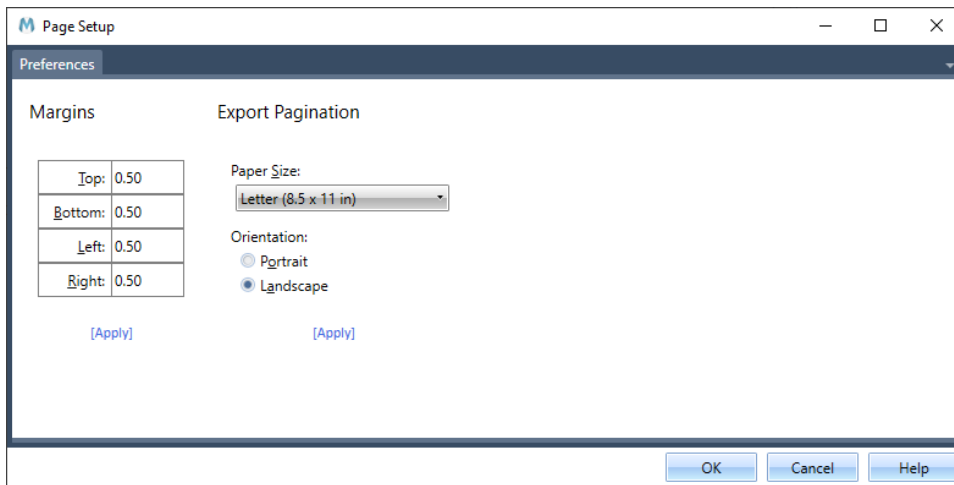 Page Setup
Preferences
Margins
Export Pagination
Top: 0.50
Bottom: 0.50
Left: 0.50
Right: 0.50
[Apply]
Paper Size:
Letter (8.5 x 11 in)
Orientation:
Portrait
Landscape
[Apply]
OK Cancel Help